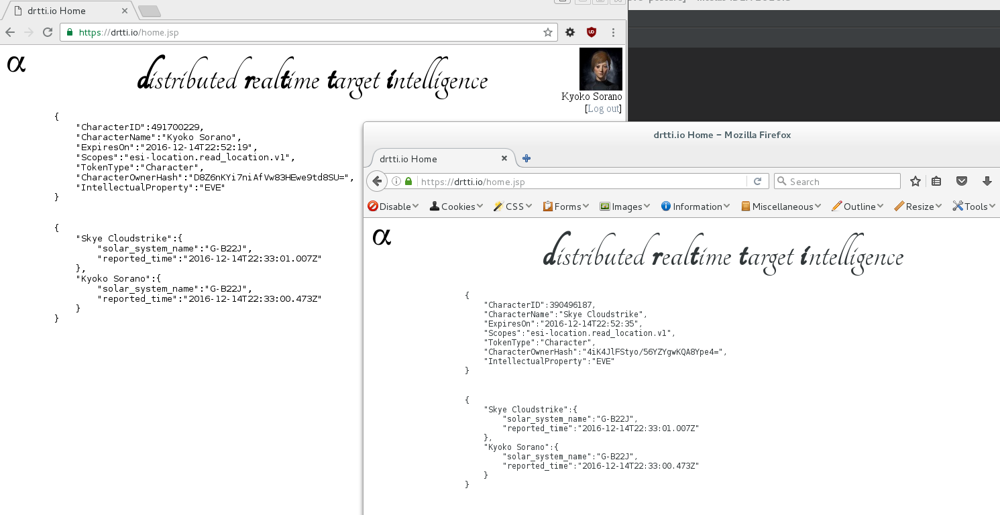 drtti.io Home
https://drtti.io/home.jsp
α
distributed realtime target intelligence
Kyoko Sorano
[Log out]
{
"CharacterID":491700229,
"CharacterName":"Kyoko Sorano",
"ExpiresOn":"2016-12-14T22:52:19",
"Scopes":"esi-location.read_location.v1",
"TokenType":"Character",
"CharacterOwnerHash":"D8Z6nKYi7niAfVw83HEwe9td8SU=",
"IntellectualProperty":"EVE"
}
{
"Skye Cloudstrike":{
"solar_system_name":"G-B22J",
"reported_time":"2016-12-14T22:33:01.007Z"
},
"Kyoko Sorano":{
"solar_system_name":"G-B22J",
"reported_time":"2016-12-14T22:33:00.473Z"
}
}
drtti.io Home - Mozilla Firefox
drtti.io Home
https://drtti.io/home.jsp
Search
Disable Cookies CSS Forms Images Information Miscellaneous Outline Resize Tools
α
distributed realtime target intelligence
{
"CharacterID":390496187,
"CharacterName":"Skye Cloudstrike",
"ExpiresOn":"2016-12-14T22:52:35",
"Scopes":"esi-location.read_location.v1",
"TokenType":"Character",
"CharacterOwnerHash":"4iK4JlFStyo/56YZYgwKQA8Ype4=",
"IntellectualProperty":"EVE"
}
{
"Skye Cloudstrike":{
"solar_system_name":"G-B22J",
"reported_time":"2016-12-14T22:33:01.007Z"
},
"Kyoko Sorano":{
"solar_system_name":"G-B22J",
"reported_time":"2016-12-14T22:33:00.473Z"
}
}